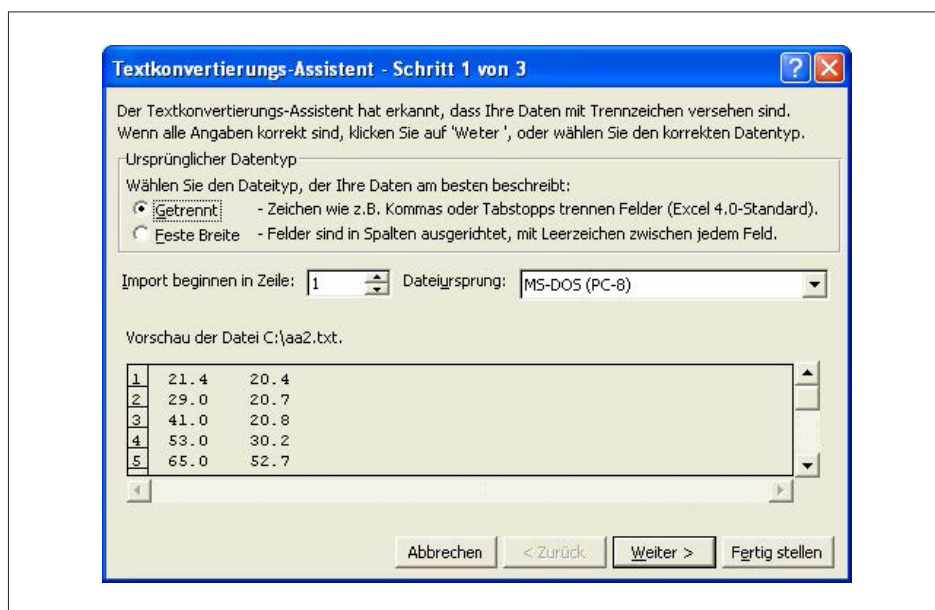 Textkonvertierungs-Assistent - Schritt 1 von 3
Der Textkonvertierungs-Assistent hat erkannt, dass Ihre Daten mit Trennzeichen versehen sind.
Wenn alle Angaben korrekt sind, klicken Sie auf 'Weter ', oder wählen Sie den korrekten Datentyp.
Ursprünglicher Datentyp
Wählen Sie den Dateityp, der Ihre Daten am besten beschreibt:
Getrennt - Zeichen wie z.B. Kommas oder Tabstopps trennen Felder (Excel 4.0-Standard).
Feste Breite - Felder sind in Spalten ausgerichtet, mit Leerzeichen zwischen jedem Feld.
Import beginnen in Zeile: 1 Dateiursprung: MS-DOS (PC-8)
Vorschau der Datei C:\aa2.txt.
1 21.4 20.4
2 29.0 20.7
3 41.0 20.8
4 53.0 30.2
5 65.0 52.7
Abbrechen < Zurück Weiter > Fertig stellen